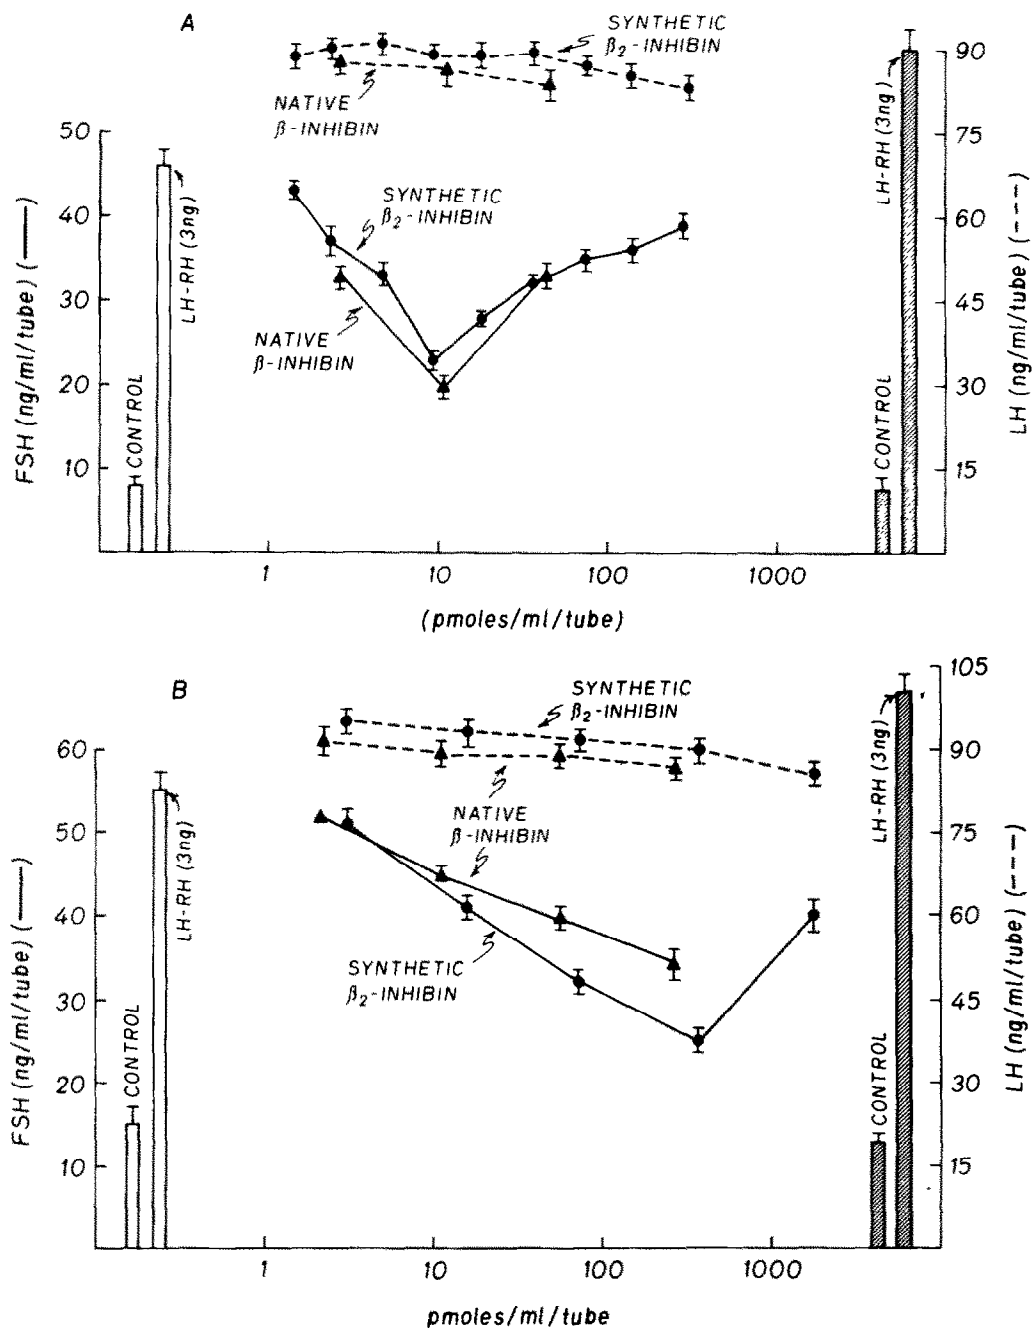 A
SYNTHETIC
β2-INHIBIN
NATIVE
β-INHIBIN
SYNTHETIC
β2-INHIBIN
NATIVE
β-INHIBIN
FSH (ng/ml/tube) (——)
50
40
30
20
10
CONTROL
LH-RH (3ng)
LH-RH (3ng)
CONTROL
90
75
60
45
30
15
LH (ng/ml/tube) (---)
1
10
100
1000
(pmoles/ml/tube)
B
SYNTHETIC
β2-INHIBIN
NATIVE
β-INHIBIN
SYNTHETIC
β2-INHIBIN
FSH (ng/ml/tube) (——)
60
50
40
30
20
10
CONTROL
LH-RH (3ng)
LH-RH (3ng)
CONTROL
105
90
75
60
45
30
15
LH (ng/ml/tube) (---)
1
10
100
1000
pmoles/ml/tube